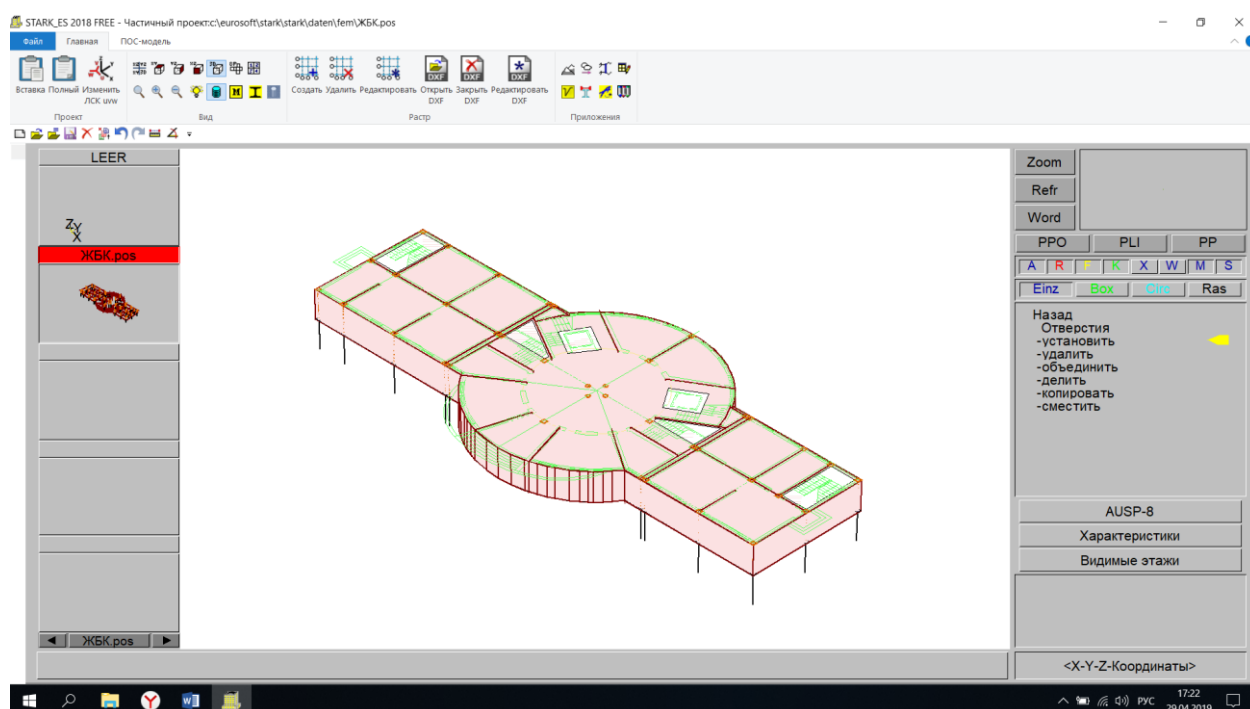 STARK_ES 2018 FREE - Частичный проект:c:\eurosoft\stark\stark\daten\fem\ЖБК.pos
Файл Главная ПОС-модель
Вставка Полный Изменить ЛСК uvw
Создать Удалить Редактировать Открыть DXF Закрыть DXF Редактировать DXF
Проект Вид Растр Приложения
LEER
Z Y
X
ЖБК.pos
ЖБК.pos
Zoom
Refr
Word
PPO PLI PP
A R F K X W M S
Einz Box Circ Ras
Назад
Отверстия
-установить
-удалить
-объединить
-делить
-копировать
-сместить
AUSP-8
Характеристики
Видимые этажи
<X-Y-Z-Координаты>
РУС 17:22
29.04.2019